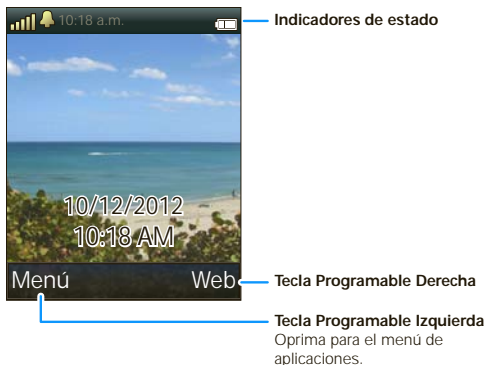 10:18 a.m.
Indicadores de estado
10/12/2012
10:18 AM
Menú
Web
Tecla Programable Derecha
Tecla Programable Izquierda
Oprima para el menú de
aplicaciones.